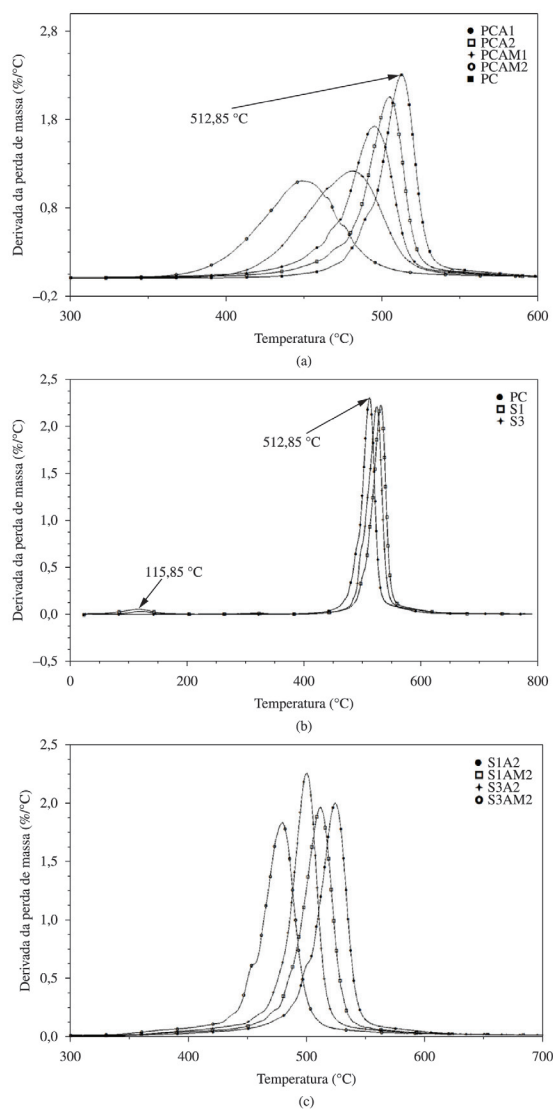 2,8
1,8
0,8
–0,2
Derivada da perda de massa (%/°C)
PCA1
PCA2
PCAM1
PCAM2
PC
512,85 °C
300 400 500 600
Temperatura (°C)
(a)
2,5
2,0
1,5
1,0
0,5
0,0
–0,5
Derivada da perda de massa (%/°C)
PC
S1
S3
512,85 °C
115,85 °C
0 200 400 600 800
Temperatura (°C)
(b)
2,5
2,0
1,5
1,0
0,5
0,0
Derivada da perda de massa (%/°C)
S1A2
S1AM2
S3A2
S3AM2
300 400 500 600 700
Temperatura (°C)
(c)